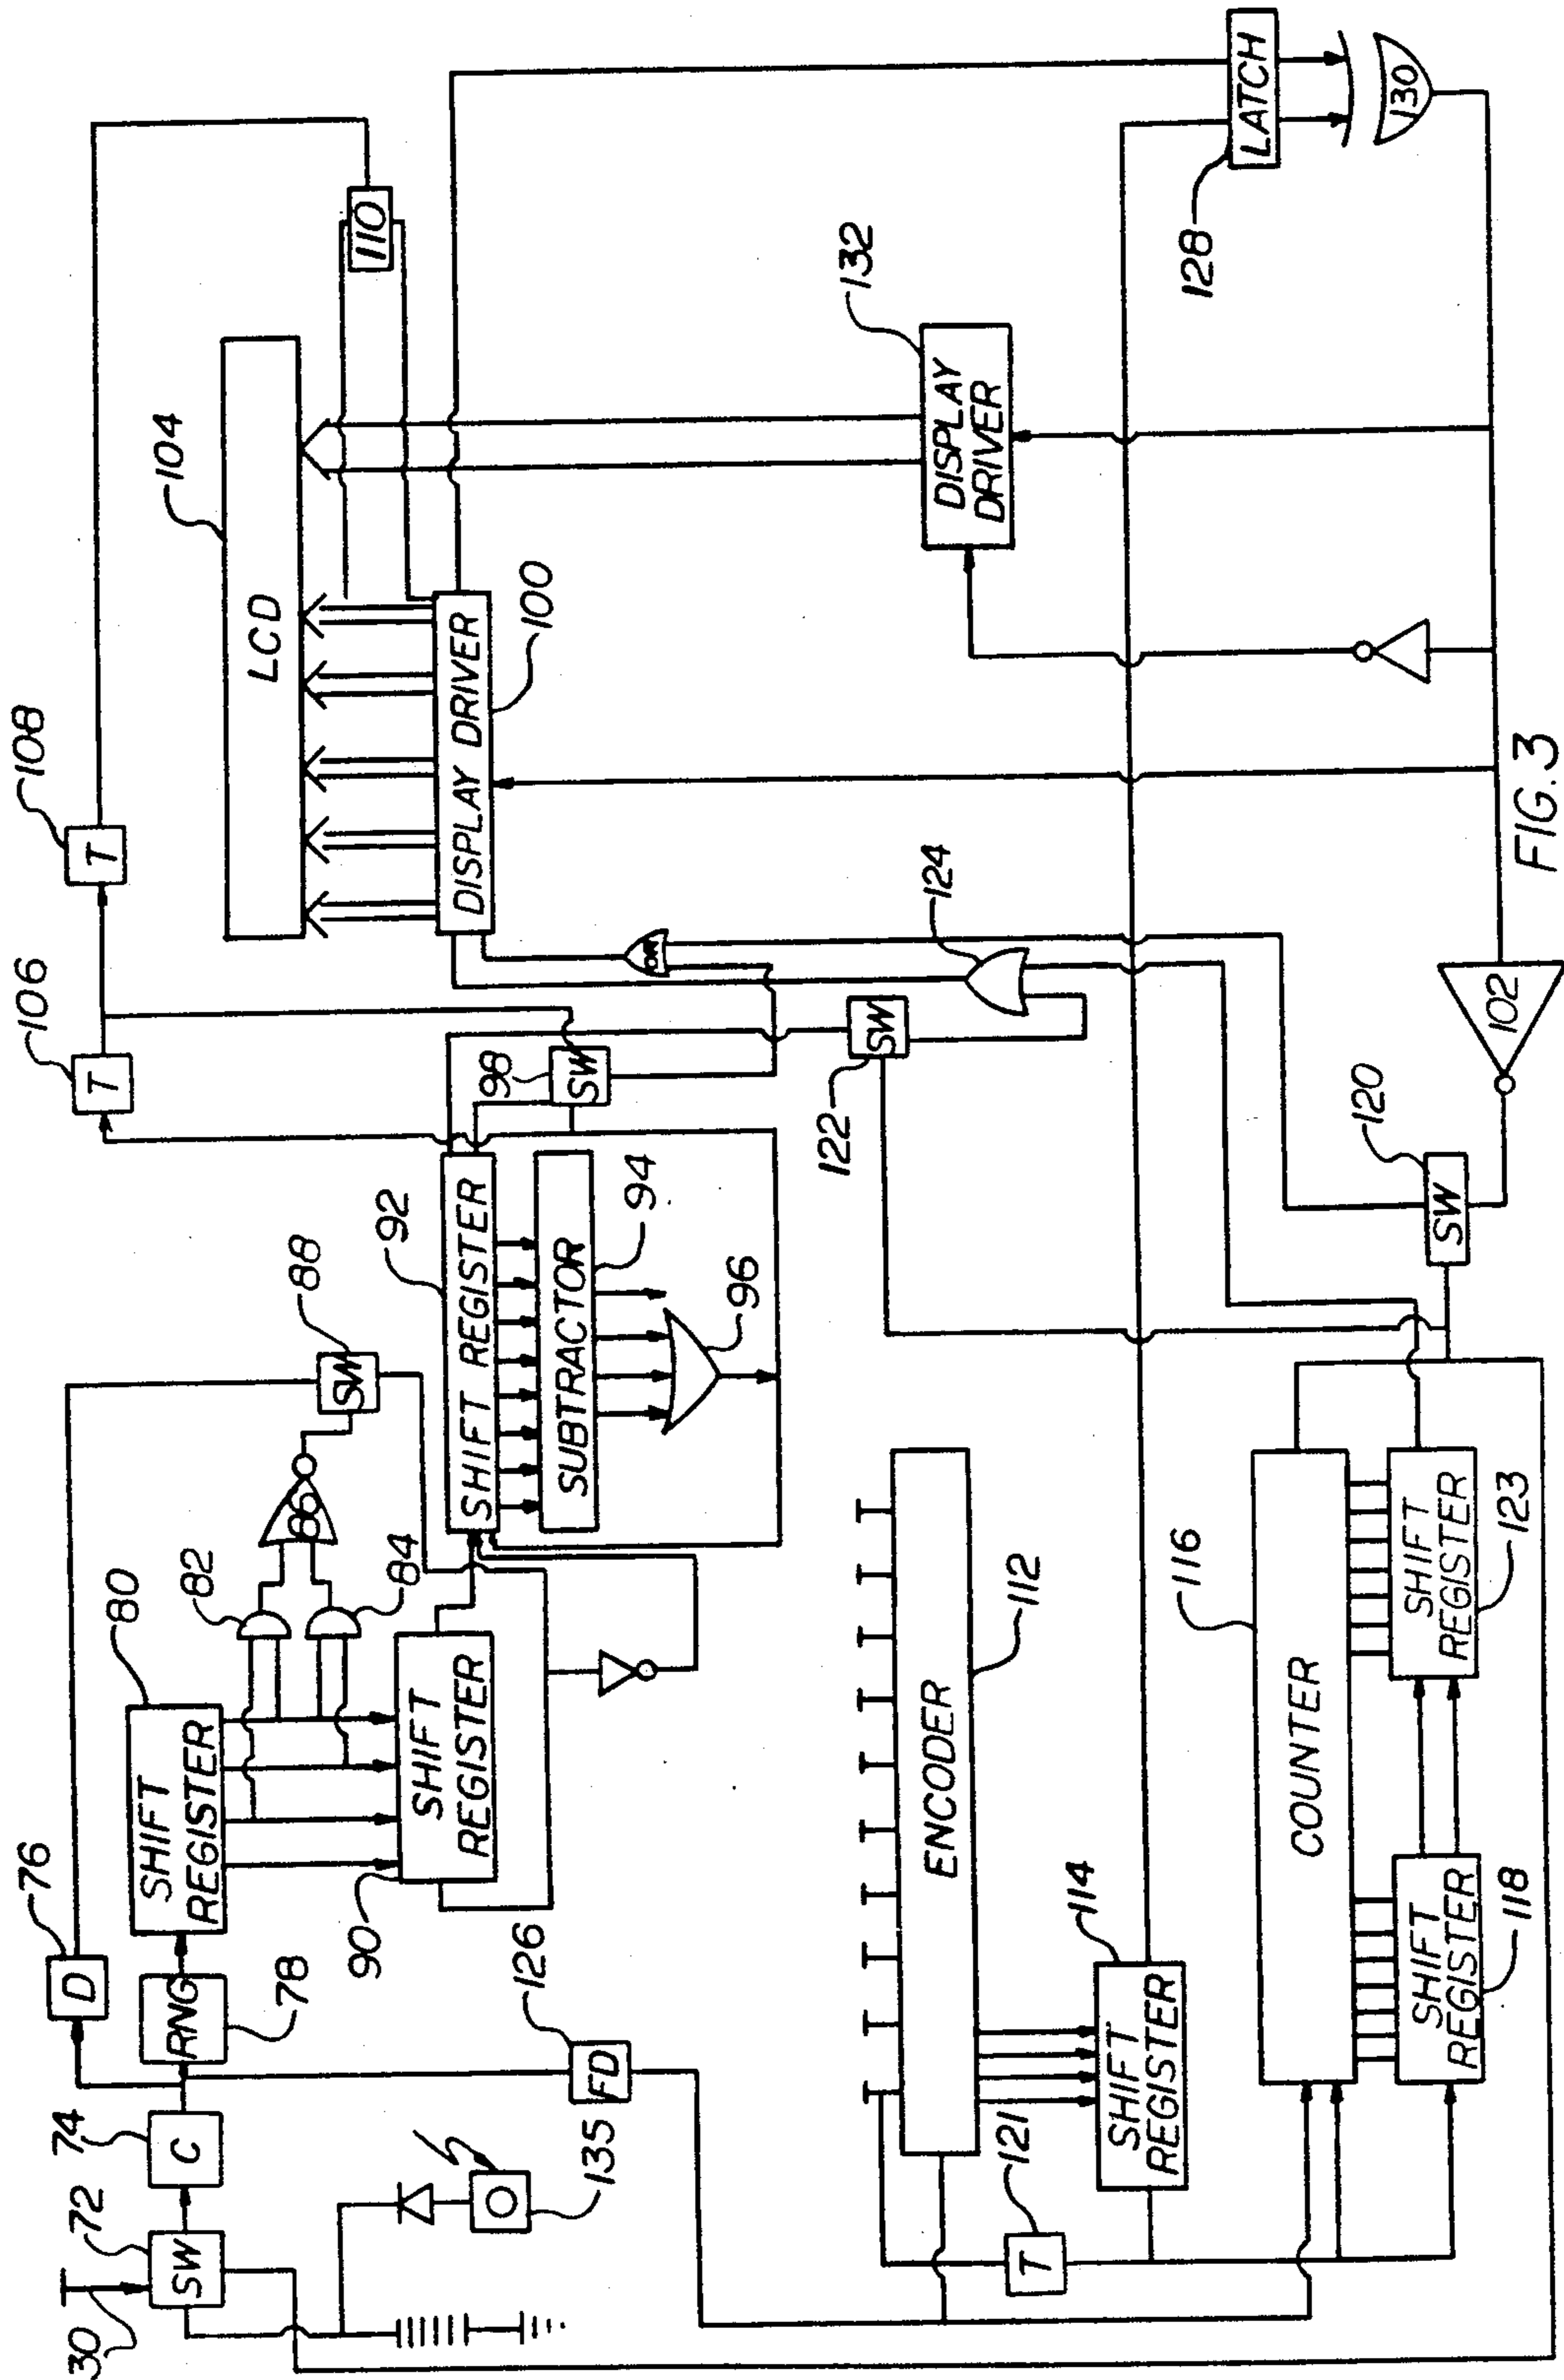 30
72
SW
74
C
76
D
RNG
78
80
SHIFT
REGISTER
82
84
86
88
SW
SHIFT
REGISTER
90
126
FD
135
92
SHIFT REGISTER
SUBTRACTOR
94
96
98
SW
106
T
108
T
104
LCD
110
DISPLAY DRIVER
100
OR
124
122
SW
132
DISPLAY
DRIVER
128
LATCH
130
ENCODER
112
121
T
114
SHIFT
REGISTER
116
COUNTER
SHIFT
REGISTER
118
SHIFT
REGISTER
123
120
SW
102
FIG. 3